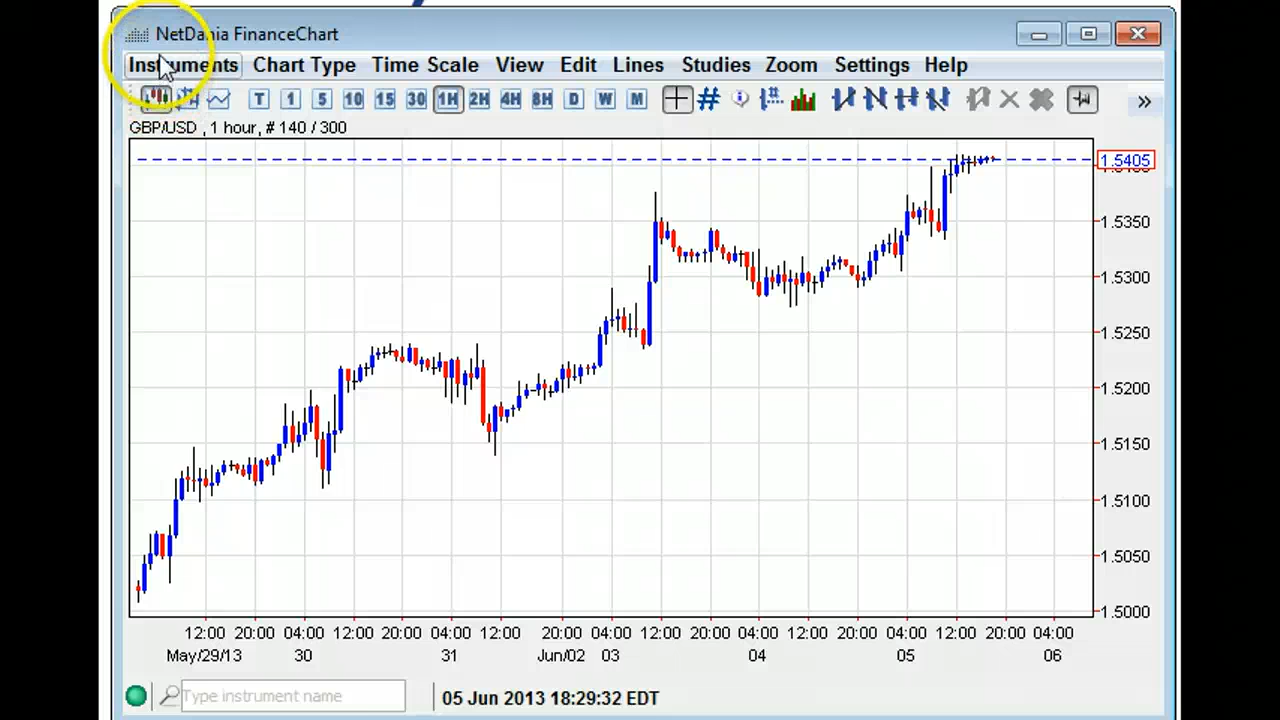 NetDania FinanceChart
Instruments Chart Type Time Scale View Edit Lines Studies Zoom Settings Help
T 1 5 10 15 30 1H 2H 4H 8H D W M »
GBP/USD , 1 hour, # 140 / 300
1.5405
1.5350
1.5300
1.5250
1.5200
1.5150
1.5100
1.5050
1.5000
12:00 20:00 04:00 12:00 20:00 04:00 12:00 20:00 04:00 12:00 20:00 04:00 12:00 20:00 04:00 12:00 20:00 04:00
May/29/13 30 31 Jun/02 03 04 05 06
Type instrument name 05 Jun 2013 18:29:32 EDT